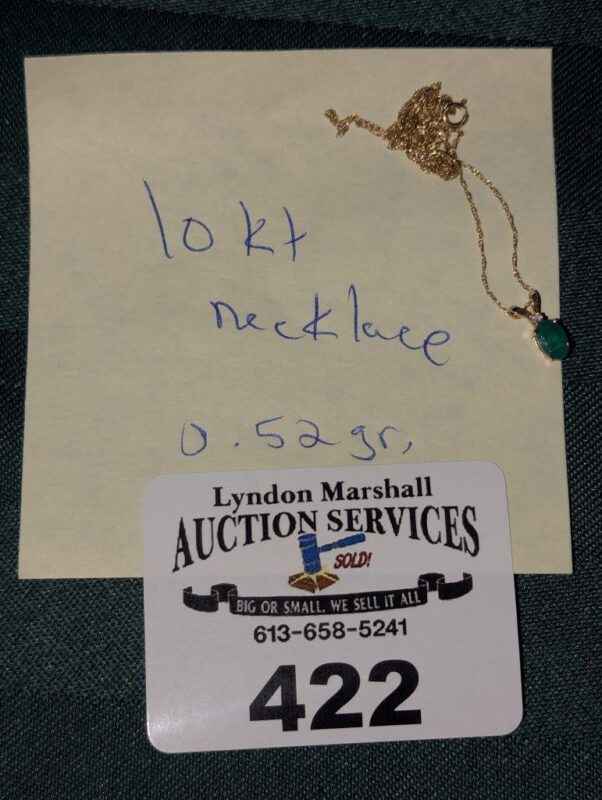 10 kt
necklace
0.52 gr.
Lyndon Marshall
AUCTION SERVICES
SOLD!
BIG OR SMALL, WE SELL IT ALL
613-658-5241
422